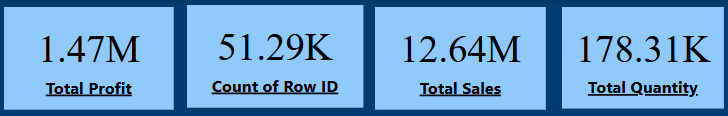 1.47M
Total Profit
51.29K
Count of Row ID
12.64M
Total Sales
178.31K
Total Quantity